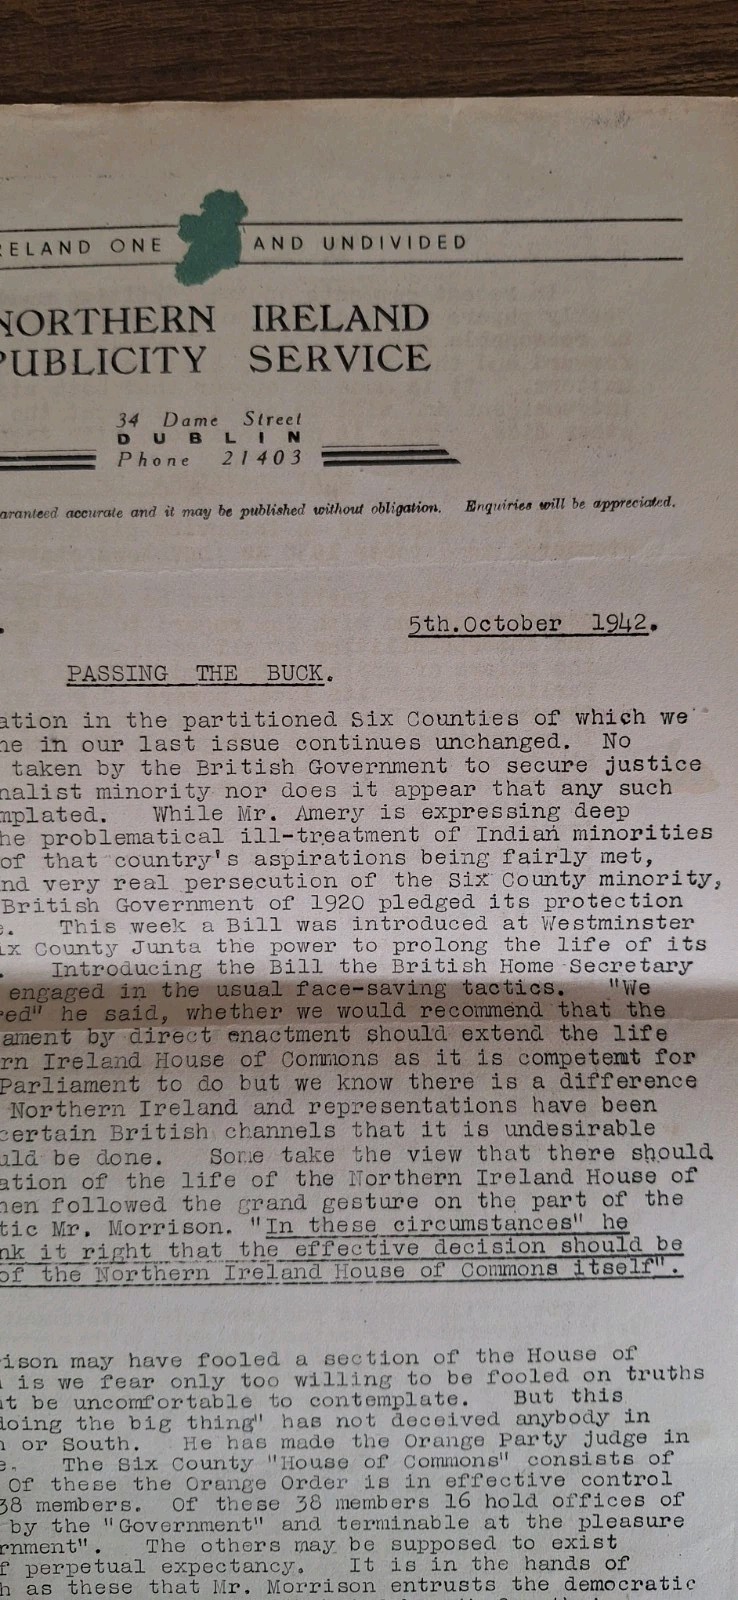 RELAND ONE AND UNDIVIDED
NORTHERN IRELAND
PUBLICITY SERVICE
34 Dame Street
DUBLIN
Phone 21403
aranteed accurate and it may be published without obligation. Enquiries will be appreciated.
5th.October 1942.
PASSING THE BUCK.
ation in the partitioned Six Counties of which we
ne in our last issue continues unchanged. No
taken by the British Government to secure justice
nalist minority nor does it appear that any such
mplated. While Mr. Amery is expressing deep
he problematical ill-treatment of Indian minorities
of that country's aspirations being fairly met,
nd very real persecution of the Six County minority,
British Government of 1920 pledged its protection
e. This week a Bill was introduced at Westminster
ix County Junta the power to prolong the life of its
. Introducing the Bill the British Home Secretary
engaged in the usual face-saving tactics. "We
red" he said, whether we would recommend that the
ament by direct enactment should extend the life
rn Ireland House of Commons as it is competemt for
Parliament to do but we know there is a difference
Northern Ireland and representations have been
certain British channels that it is undesirable
uld be done. Some take the view that there should
ation of the life of the Northern Ireland House of
hen followed the grand gesture on the part of the
tic Mr. Morrison. "In these circumstances" he
nk it right that the effective decision should be
of the Northern Ireland House of Commons itself".
rison may have fooled a section of the House of
is we fear only too willing to be fooled on truths
ht be uncomfortable to contemplate. But this
doing the big thing" has not deceived anybody in
h or South. He has made the Orange Party judge in
e. The Six County "House of Commons" consists of
Of these the Orange Order is in effective control
38 members. Of these 38 members 16 hold offices of
by the "Government" and terminable at the pleasure
rnment". The others may be supposed to exist
f perpetual expectancy. It is in the hands of
h as these that Mr. Morrison entrusts the democratic